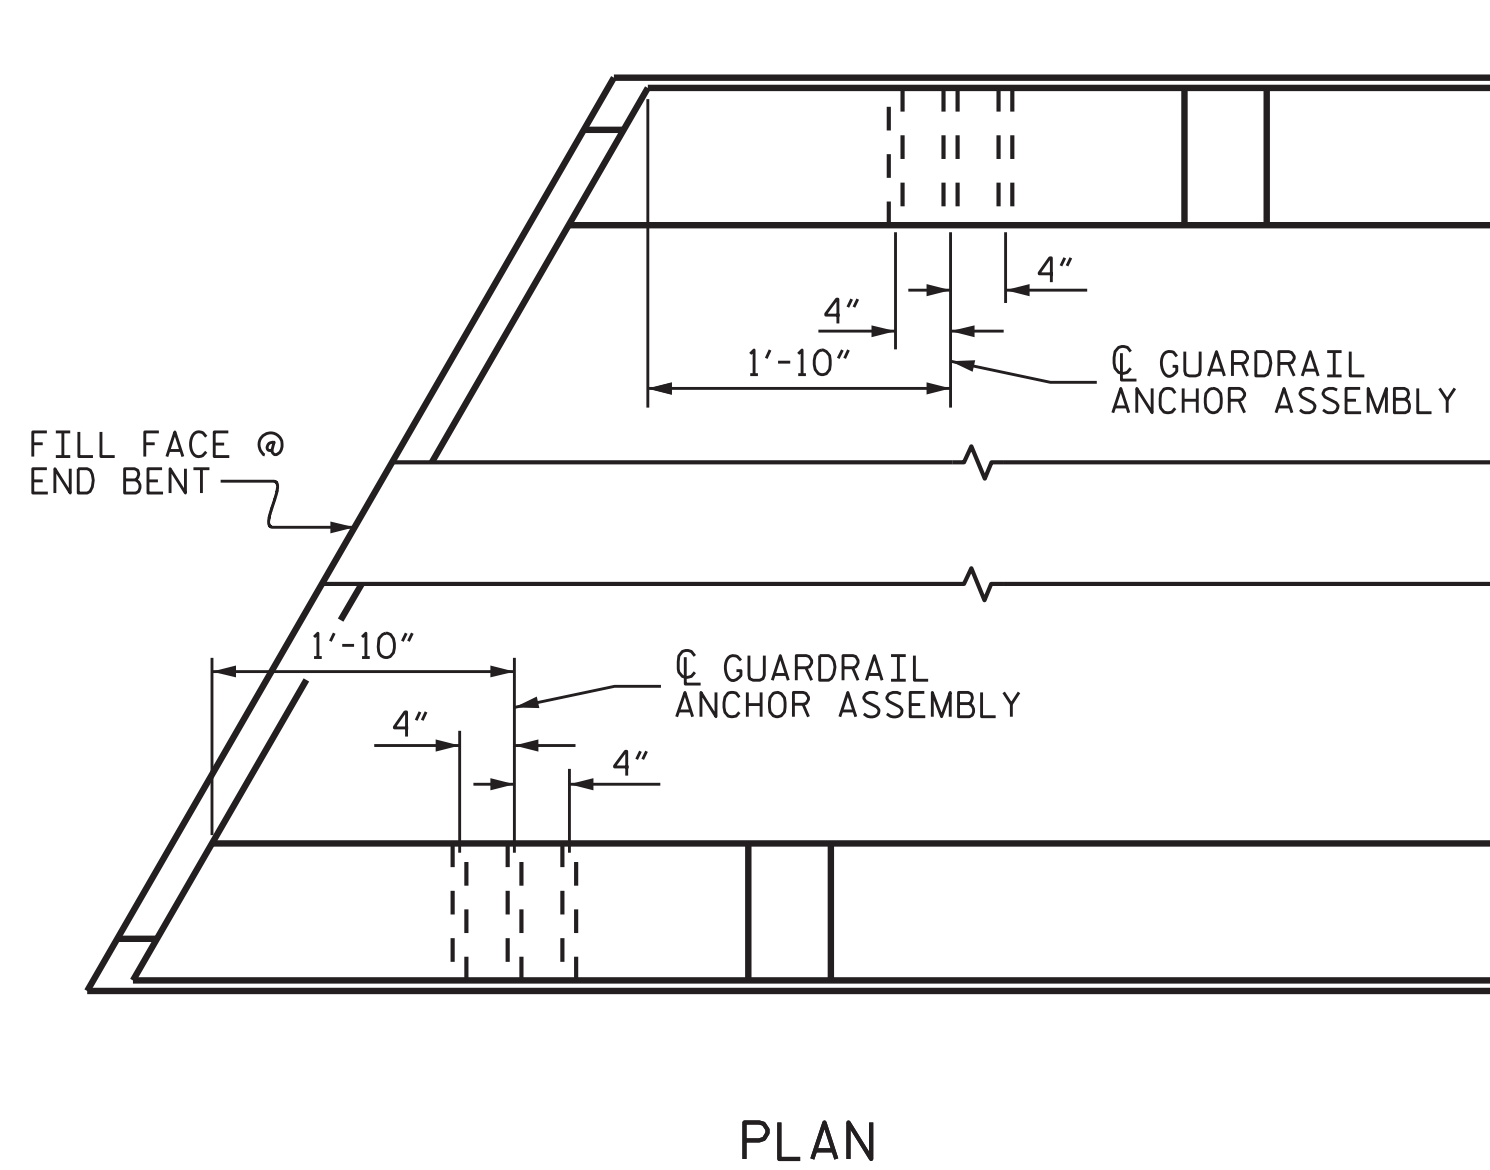 4"
4"
1'-10"
℄ GUARDRAIL
ANCHOR ASSEMBLY
FILL FACE @
END BENT
1'-10"
℄ GUARDRAIL
ANCHOR ASSEMBLY
4"
4"
PLAN